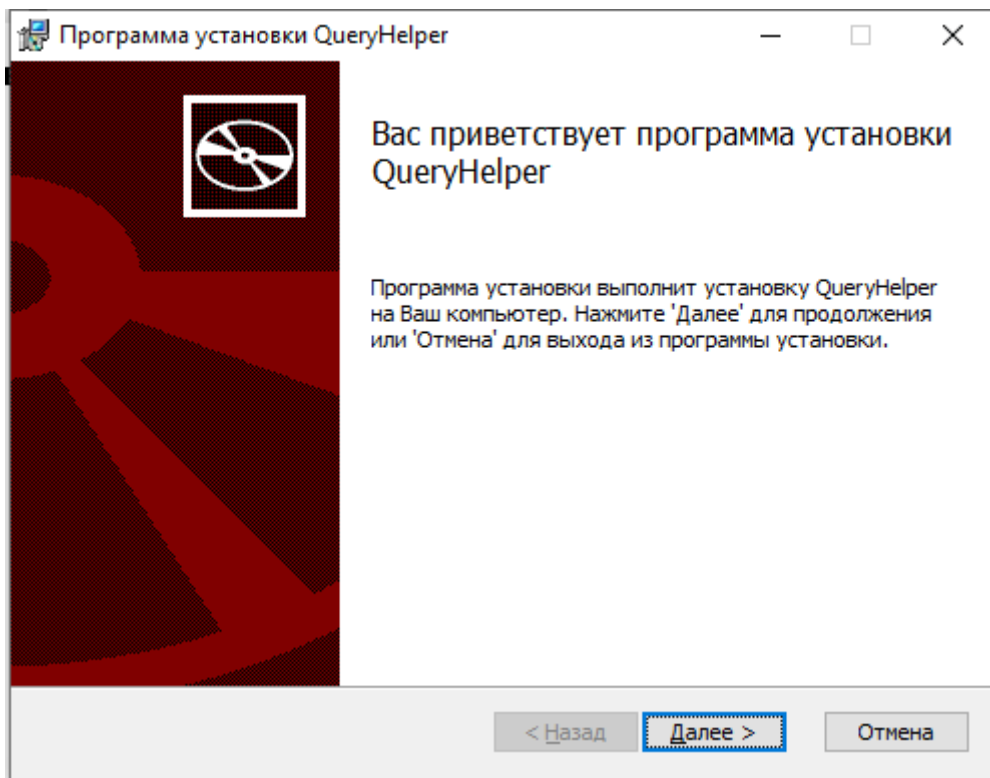 Программа установки QueryHelper
Вас приветствует программа установки
QueryHelper
Программа установки выполнит установку QueryHelper
на Ваш компьютер. Нажмите 'Далее' для продолжения
или 'Отмена' для выхода из программы установки.
< Назад
Далее >
Отмена